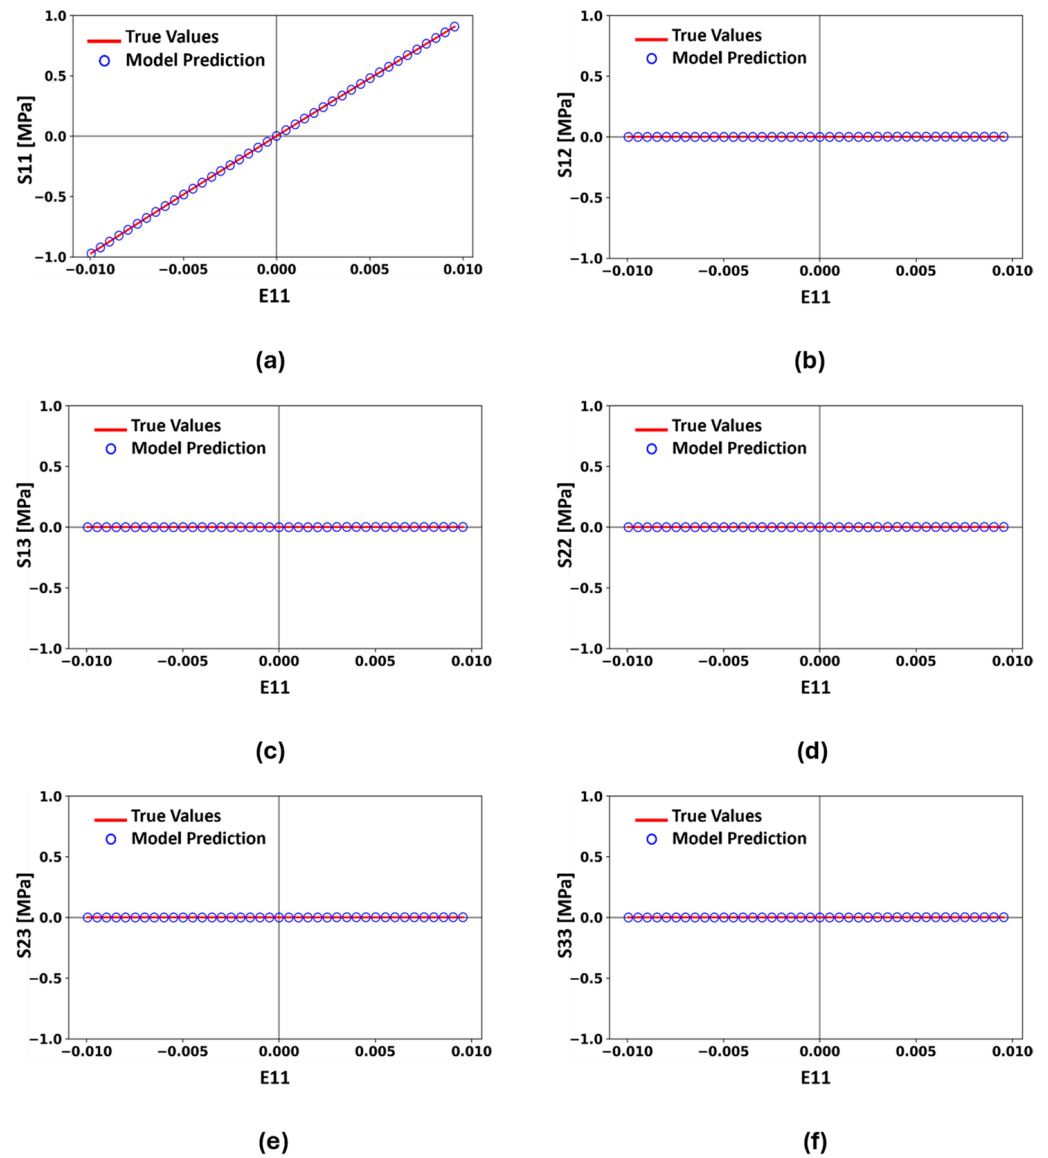 1.0
True Values
Model Prediction
0.5
S11 [MPa]
0.0
−0.5
−1.0
−0.010 −0.005 0.000 0.005 0.010
E11
(a)
1.0
True Values
Model Prediction
0.5
S12 [MPa]
0.0
−0.5
−1.0
−0.010 −0.005 0.000 0.005 0.010
E11
(b)
1.0
True Values
Model Prediction
0.5
S13 [MPa]
0.0
−0.5
−1.0
−0.010 −0.005 0.000 0.005 0.010
E11
(c)
1.0
True Values
Model Prediction
0.5
S22 [MPa]
0.0
−0.5
−1.0
−0.010 −0.005 0.000 0.005 0.010
E11
(d)
1.0
True Values
Model Prediction
0.5
S23 [MPa]
0.0
−0.5
−1.0
−0.010 −0.005 0.000 0.005 0.010
E11
(e)
1.0
True Values
Model Prediction
0.5
S33 [MPa]
0.0
−0.5
−1.0
−0.010 −0.005 0.000 0.005 0.010
E11
(f)